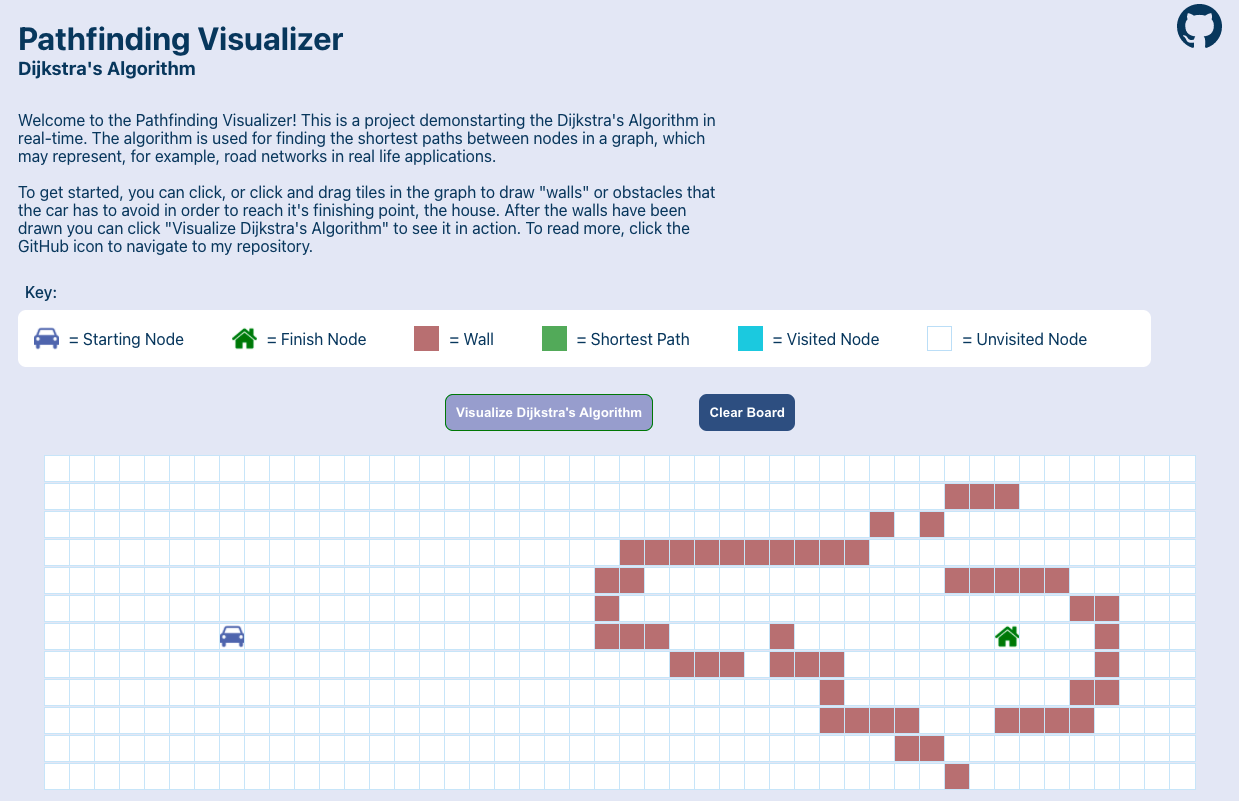 Pathfinding Visualizer
Dijkstra's Algorithm
Welcome to the Pathfinding Visualizer! This is a project demonstarting the Dijkstra's Algorithm in
real-time. The algorithm is used for finding the shortest paths between nodes in a graph, which
may represent, for example, road networks in real life applications.
To get started, you can click, or click and drag tiles in the graph to draw "walls" or obstacles that
the car has to avoid in order to reach it's finishing point, the house. After the walls have been
drawn you can click "Visualize Dijkstra's Algorithm" to see it in action. To read more, click the
GitHub icon to navigate to my repository.
Key:
= Starting Node = Finish Node = Wall = Shortest Path = Visited Node = Unvisited Node
Visualize Dijkstra's Algorithm Clear Board